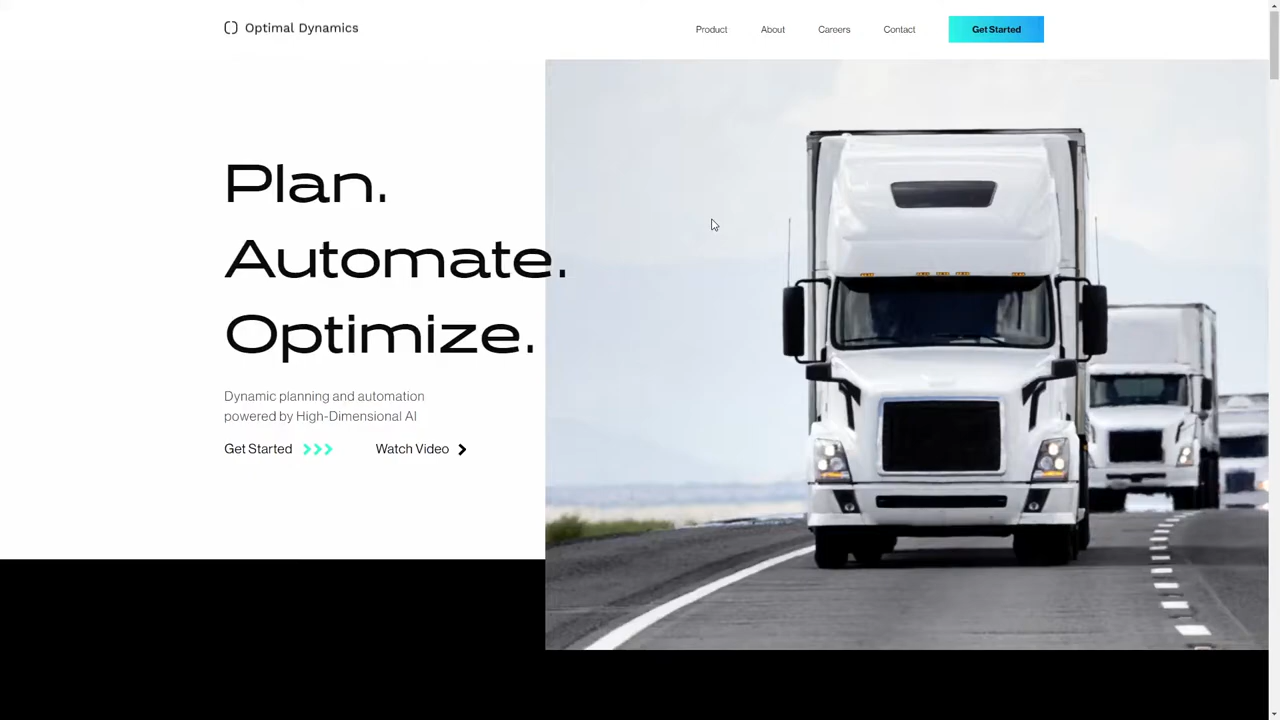 Optimal Dynamics
Product
About
Careers
Contact
Get Started
Plan.
Automate.
Optimize.
Dynamic planning and automation
powered by High-Dimensional AI
Get Started
Watch Video